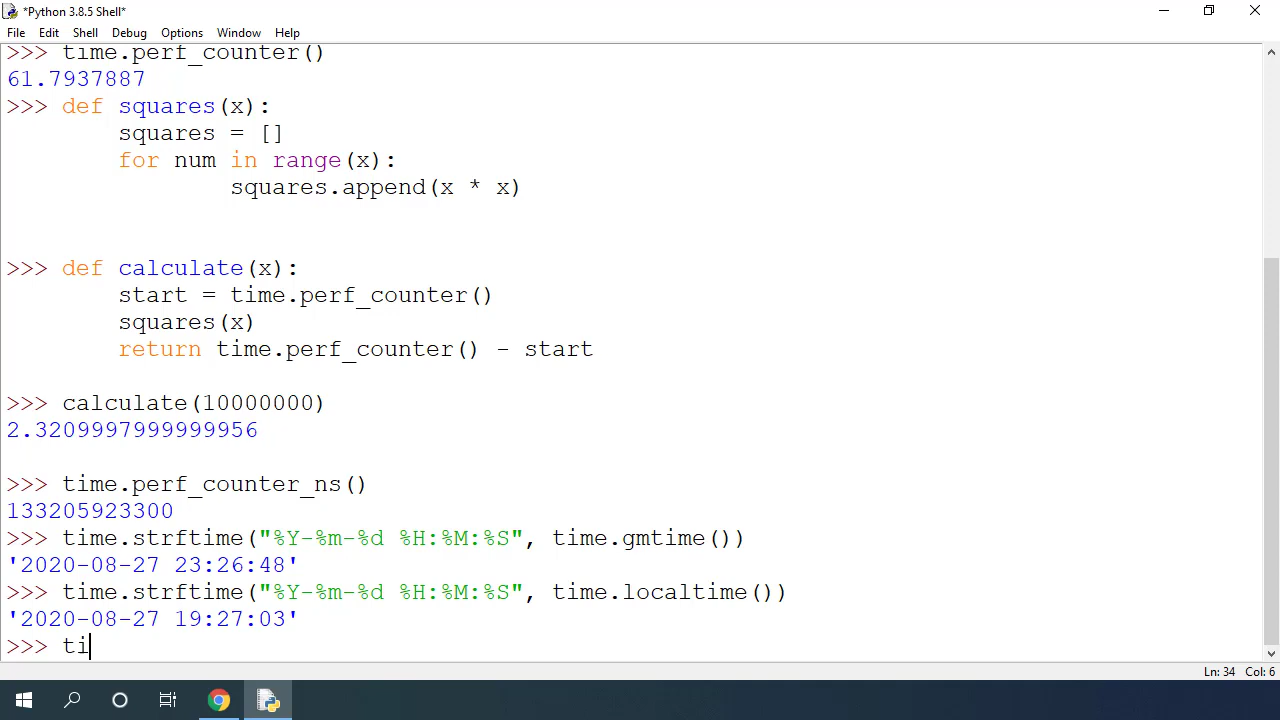 *Python 3.8.5 Shell*
File Edit Shell Debug Options Window Help
>>> time.perf_counter()
61.7937887
>>> def squares(x):
        squares = []
        for num in range(x):
                squares.append(x * x)
>>> def calculate(x):
        start = time.perf_counter()
        squares(x)
        return time.perf_counter() - start
>>> calculate(10000000)
2.3209997999999956
>>> time.perf_counter_ns()
133205923300
>>> time.strftime("%Y-%m-%d %H:%M:%S", time.gmtime())
'2020-08-27 23:26:48'
>>> time.strftime("%Y-%m-%d %H:%M:%S", time.localtime())
'2020-08-27 19:27:03'
>>> ti
Ln: 34 Col: 6